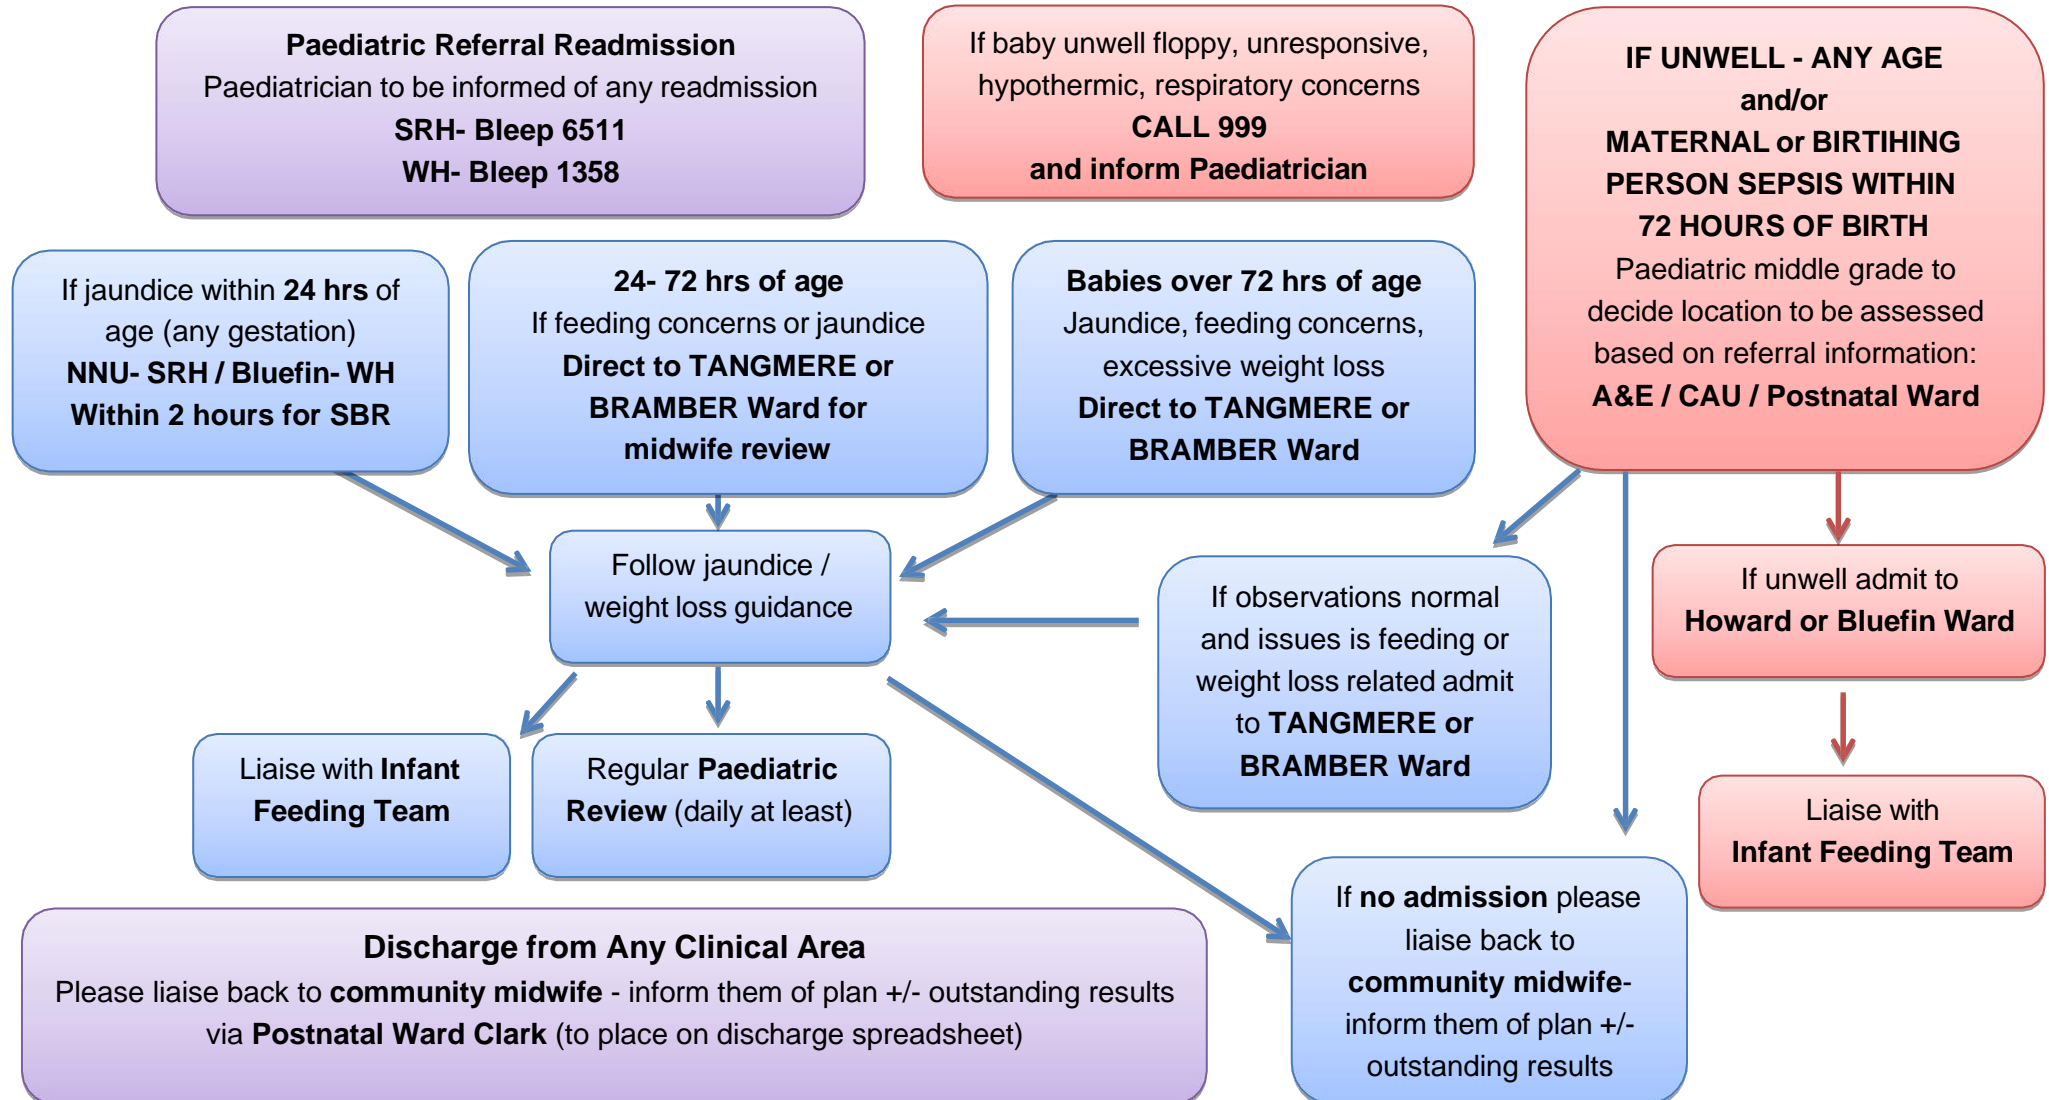 Paediatric Referral Readmission
Paediatrician to be informed of any readmission
SRH- Bleep 6511
WH- Bleep 1358
If baby unwell floppy, unresponsive,
hypothermic, respiratory concerns
CALL 999
and inform Paediatrician
IF UNWELL - ANY AGE
and/or
MATERNAL or BIRTIHING
PERSON SEPSIS WITHIN
72 HOURS OF BIRTH
Paediatric middle grade to
decide location to be assessed
based on referral information:
A&E / CAU / Postnatal Ward
If jaundice within 24 hrs of
age (any gestation)
NNU- SRH / Bluefin- WH
Within 2 hours for SBR
24- 72 hrs of age
If feeding concerns or jaundice
Direct to TANGMERE or
BRAMBER Ward for
midwife review
Babies over 72 hrs of age
Jaundice, feeding concerns,
excessive weight loss
Direct to TANGMERE or
BRAMBER Ward
Follow jaundice /
weight loss guidance
If observations normal
and issues is feeding or
weight loss related admit
to TANGMERE or
BRAMBER Ward
If unwell admit to
Howard or Bluefin Ward
Liaise with Infant
Feeding Team
Regular Paediatric
Review (daily at least)
Liaise with
Infant Feeding Team
If no admission please
liaise back to
community midwife-
inform them of plan +/-
outstanding results
Discharge from Any Clinical Area
Please liaise back to community midwife - inform them of plan +/- outstanding results
via Postnatal Ward Clark (to place on discharge spreadsheet)